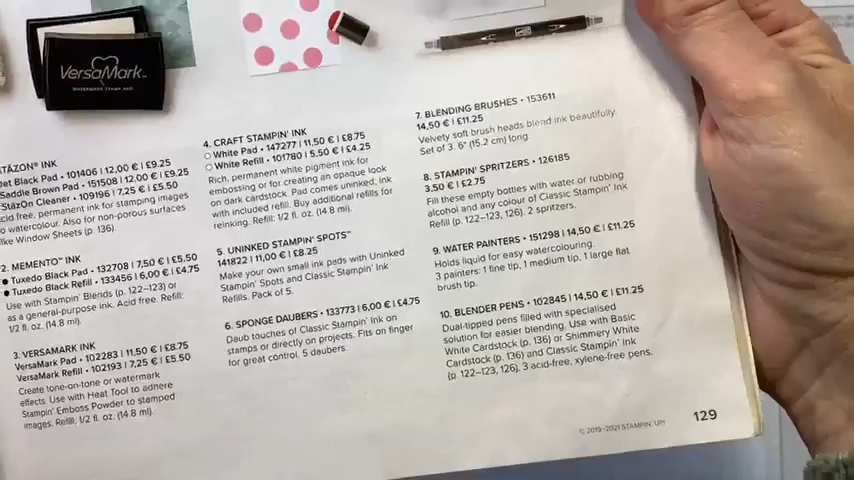 VersaMark
WATERMARK STAMP PAD
STĀZON® INK
Jet Black Pad • 101406 | 12,00 € | £9.25
Saddle Brown Pad • 151508 | 12,00 € | £9.25
StāzOn Cleaner • 109196 | 7,25 € | £5.50
acid free, permanent ink for stamping images
to watercolour. Also for non-porous surfaces
like Window Sheets (p. 136).
2. MEMENTO™ INK
Tuxedo Black Pad • 132708 | 7,50 € | £5.50
Tuxedo Black Refill • 133456 | 6,00 € | £4.75
Use with Stampin' Blends (p. 122–123) or
as a general-purpose ink. Acid free. Refill:
1/2 fl. oz. (14.8 ml).
3. VERSAMARK INK
VersaMark Pad • 102283 | 11,50 € | £8.75
VersaMark Refill • 102193 | 7,25 € | £5.50
Create tone-on-tone or watermark
effects. Use with Heat Tool to adhere
Stampin' Emboss Powder to stamped
images. Refill: 1/2 fl. oz. (14.8 ml).
4. CRAFT STAMPIN' INK
White Pad • 147277 | 11,50 € | £8.75
White Refill • 101780 | 5,50 € | £4.25
Rich, permanent white pigment ink for
embossing or for creating an opaque look
on dark cardstock. Pad comes uninked; ink
with included refill. Buy additional refills for
reinking. Refill: 1/2 fl. oz. (14.8 ml).
5. UNINKED STAMPIN' SPOTS™
141822 | 11,00 € | £8.25
Make your own small ink pads with Uninked
Stampin' Spots and Classic Stampin' Ink
Refills. Pack of 5.
6. SPONGE DAUBERS • 133773 | 6,00 € | £4.75
Daub touches of Classic Stampin' Ink on
stamps or directly on projects. Fits on finger
for great control. 5 daubers.
7. BLENDING BRUSHES • 153611
14,50 € | £11.25
Velvety soft brush heads blend ink beautifully.
Set of 3. 6" (15.2 cm) long.
8. STAMPIN' SPRITZERS • 126185
3,50 € | £2.75
Fill these empty bottles with water or rubbing
alcohol and any colour of Classic Stampin' Ink
Refill (p. 122–123, 126). 2 spritzers.
9. WATER PAINTERS • 151298 | 14,50 € | £11.25
Holds liquid for easy watercolouring.
3 painters: 1 fine tip, 1 medium tip, 1 large flat
brush tip.
10. BLENDER PENS • 102845 | 14,50 € | £11.25
Dual-tipped pens filled with specialised
solution for easier blending. Use with Basic
White Cardstock (p. 136) or Shimmery White
Cardstock (p. 136) and Classic Stampin' Ink
(p. 122–123, 126). 3 acid-free, xylene-free pens.
© 2019–2021 STAMPIN' UP!
129